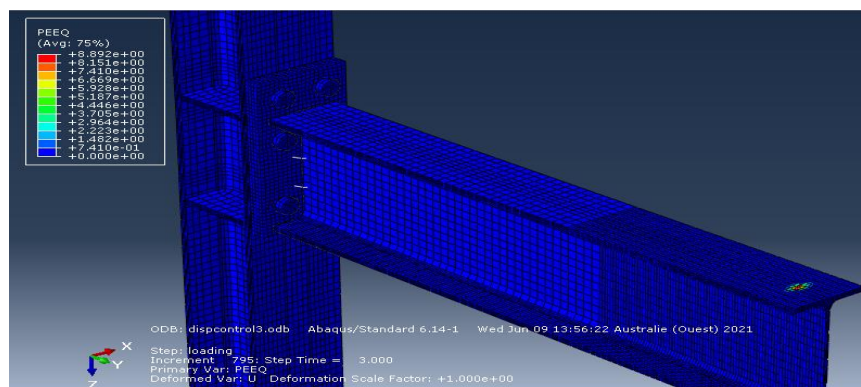 PEEQ
(Avg: 75%)
+8.892e+00
+8.151e+00
+7.410e+00
+6.669e+00
+5.928e+00
+5.187e+00
+4.446e+00
+3.705e+00
+2.964e+00
+2.223e+00
+1.482e+00
+7.410e-01
+0.000e+00
ODB: dispcontrol3.odb Abaqus/Standard 6.14-1 Wed Jun 09 13:56:22 Australie (Ouest) 2021
X
Y
Z
Step: loading
Increment 795: Step Time = 3.000
Primary Var: PEEQ
Deformed Var: U Deformation Scale Factor: +1.000e+00